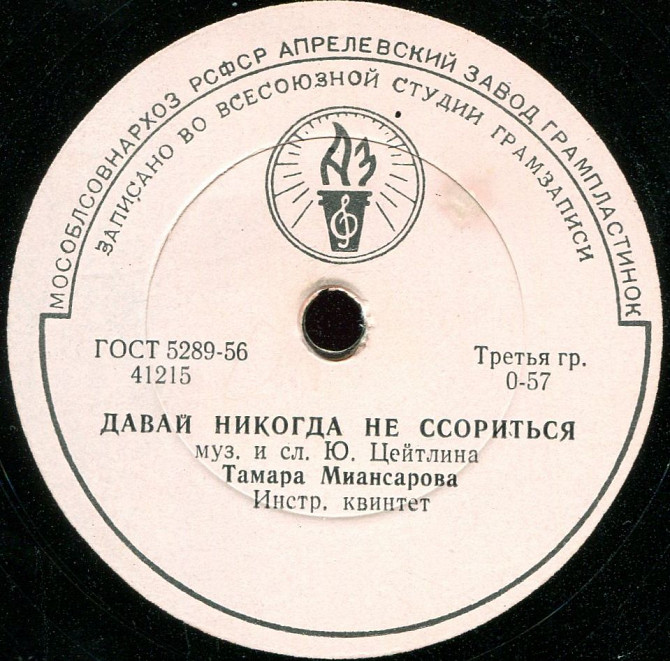 МОСОБЛСОВНАРХОЗ РСФСР АПРЕЛЕВСКИЙ ЗАВОД ГРАМПЛАСТИНОК
ЗАПИСАНО ВО ВСЕСОЮЗНОЙ СТУДИИ ГРАМЗАПИСИ
АЗ
ГОСТ 5289-56
41215
Третья гр.
0-57
ДАВАЙ НИКОГДА НЕ ССОРИТЬСЯ
муз. и сл. Ю. Цейтлина
Тамара Миансарова
Инстр. квинтет